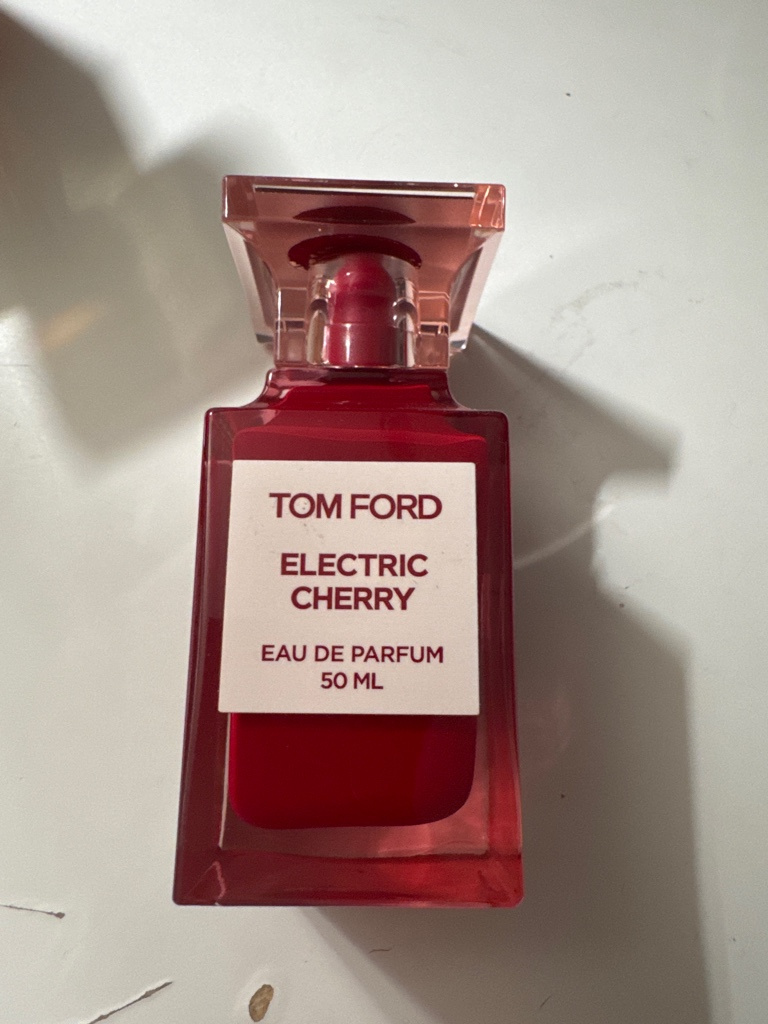 TOM FORD
ELECTRIC
CHERRY
EAU DE PARFUM
50 ML